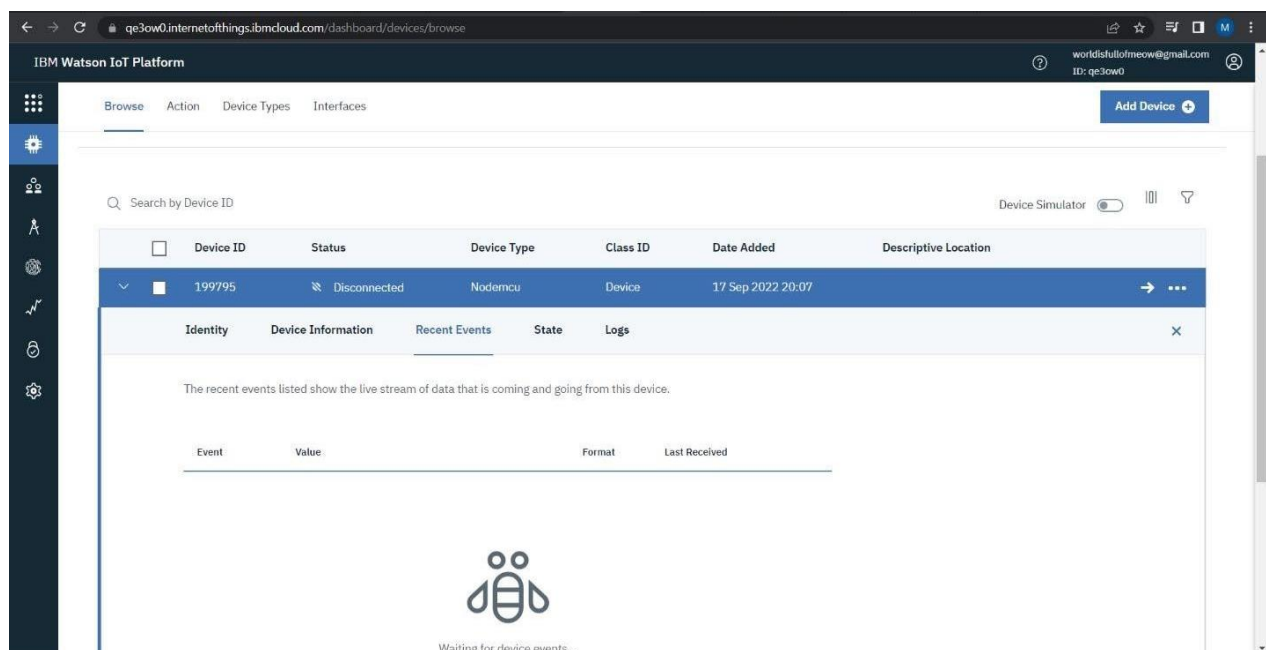 qe3ow0.internetofthings.ibmcloud.com/dashboard/devices/browse
M
IBM Watson IoT Platform
worldisfullofmeow@gmail.com
ID: qe3ow0
Browse Action Device Types Interfaces
Add Device
Search by Device ID
Device Simulator
Device ID Status Device Type Class ID Date Added Descriptive Location
199795 Disconnected Nodemcu Device 17 Sep 2022 20:07
Identity Device Information Recent Events State Logs
The recent events listed show the live stream of data that is coming and going from this device.
Event Value Format Last Received
Waiting for device events...